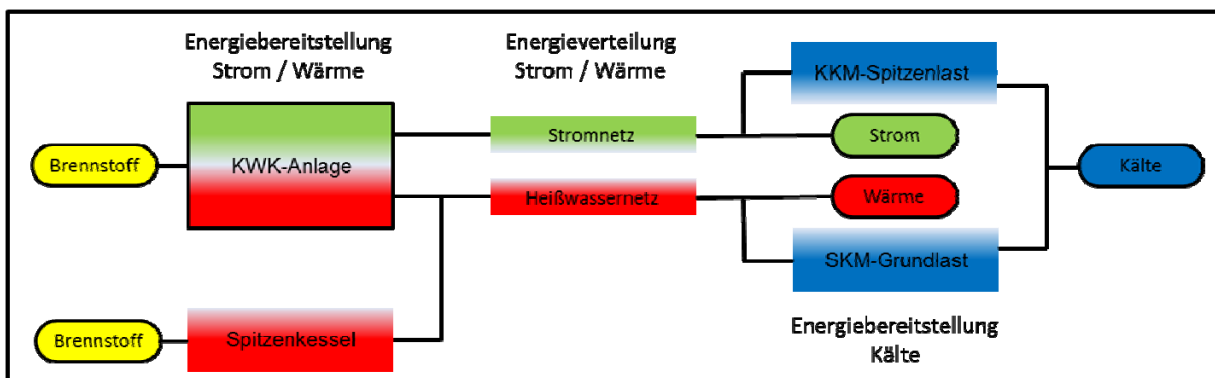 Energiebereitstellung
Strom / Wärme
Energieverteilung
Strom / Wärme
KKM-Spitzenlast
Brennstoff
KWK-Anlage
Stromnetz
Strom
Heißwassernetz
Wärme
Kälte
SKM-Grundlast
Brennstoff
Spitzenkessel
Energiebereitstellung
Kälte